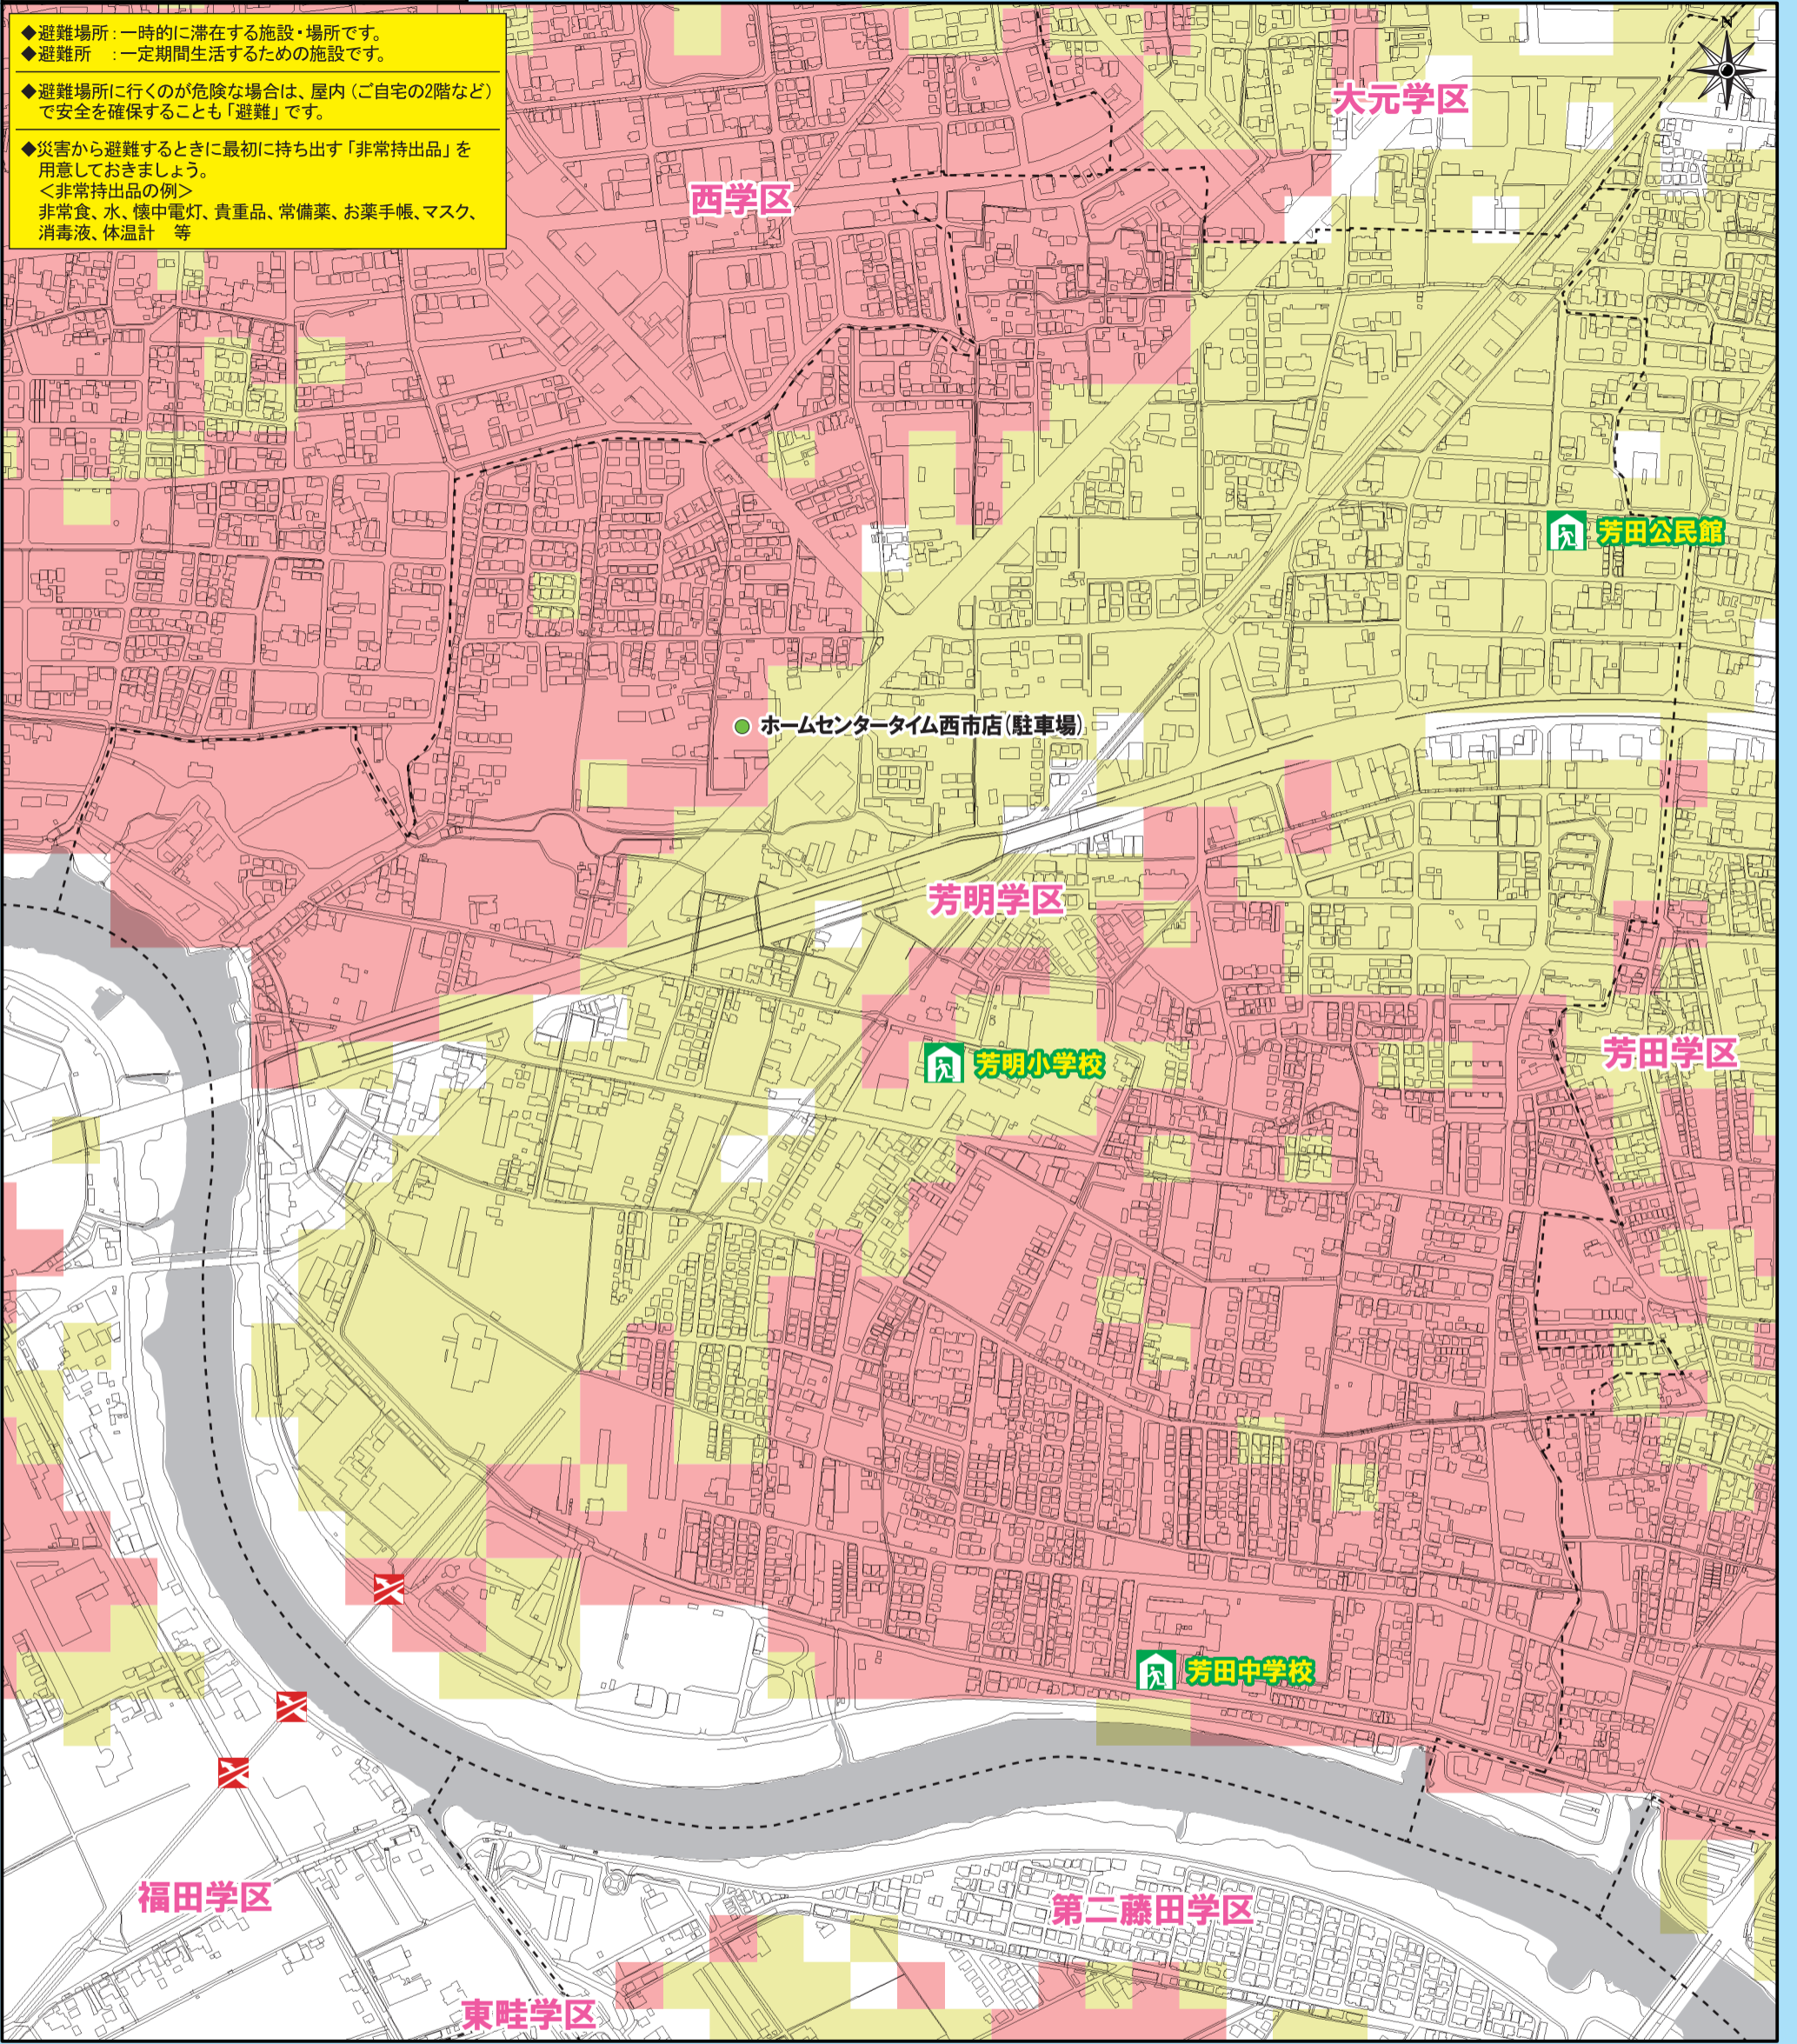 ◆避難場所：一時的に滞在する施設・場所です。
◆避難所　：一定期間生活するための施設です。
◆避難場所に行くのが危険な場合は、屋内（ご自宅の2階など）
で安全を確保することも「避難」です。
◆災害から避難するときに最初に持ち出す「非常持出品」を
用意しておきましょう。
＜非常持出品の例＞
非常食、水、懐中電灯、貴重品、常備薬、お薬手帳、マスク、
消毒液、体温計　等
N
大元学区
西学区
芳田公民館
ホームセンタータイム西市店（駐車場）
芳明学区
芳田学区
芳明小学校
芳田中学校
福田学区
第二藤田学区
東畦学区